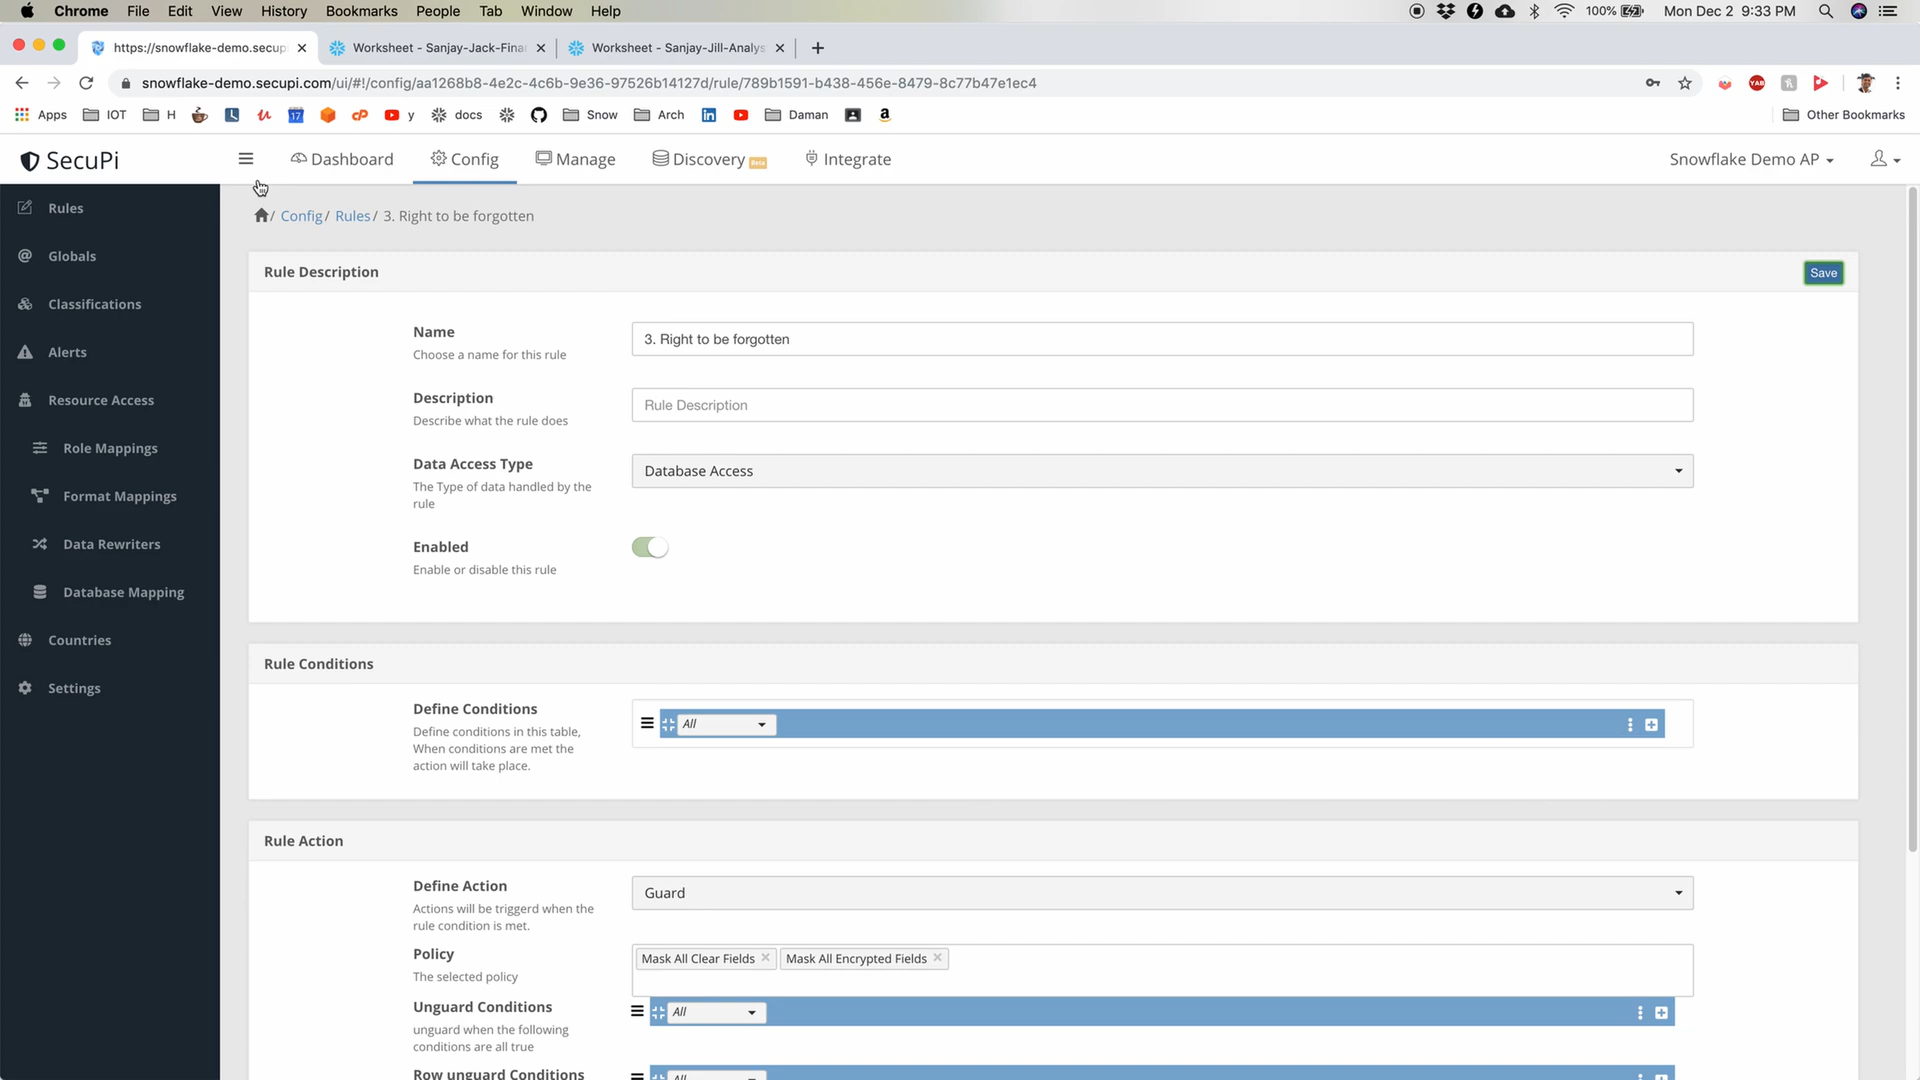 Chrome File Edit View History Bookmarks People Tab Window Help 100% Mon Dec 2 9:33 PM
https://snowflake-demo.secupi Worksheet - Sanjay-Jack-Finan Worksheet - Sanjay-Jill-Analys
snowflake-demo.secupi.com/ui/#!/config/aa1268b8-4e2c-4c6b-9e36-97526b14127d/rule/789b1591-b438-456e-8479-8c77b47e1ec4
Apps IOT H 17 y docs Snow Arch Daman Other Bookmarks
SecuPi Dashboard Config Manage Discovery Beta Integrate Snowflake Demo AP
Rules
Globals
Classifications
Alerts
Resource Access
Role Mappings
Format Mappings
Data Rewriters
Database Mapping
Countries
Settings
/ Config / Rules / 3. Right to be forgotten
Rule Description Save
Name
Choose a name for this rule
3. Right to be forgotten
Description
Describe what the rule does
Rule Description
Data Access Type
The Type of data handled by the
rule
Database Access
Enabled
Enable or disable this rule
Rule Conditions
Define Conditions
Define conditions in this table,
When conditions are met the
action will take place.
All
Rule Action
Define Action
Actions will be triggerd when the
rule condition is met.
Guard
Policy
The selected policy
Mask All Clear Fields × Mask All Encrypted Fields ×
Unguard Conditions
unguard when the following
conditions are all true
All
Row unguard Conditions
All